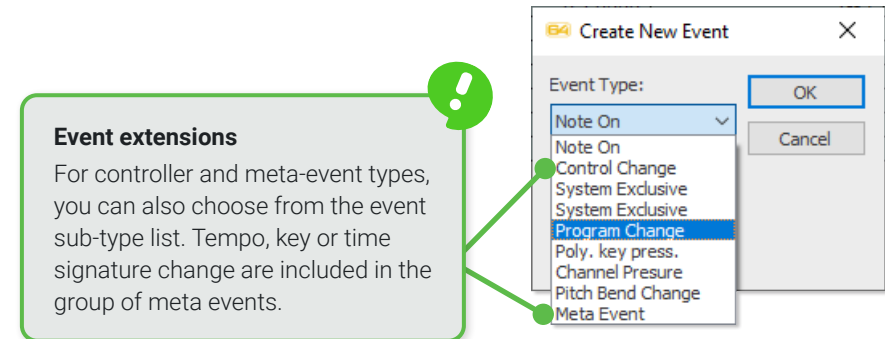 64 Create New Event
Event Type:
OK
Note On
Cancel
Note On
Control Change
System Exclusive
System Exclusive
Program Change
Poly. key press.
Channel Presure
Pitch Bend Change
Meta Event
Event extensions
For controller and meta-event types,
you can also choose from the event
sub-type list. Tempo, key or time
signature change are included in the
group of meta events.